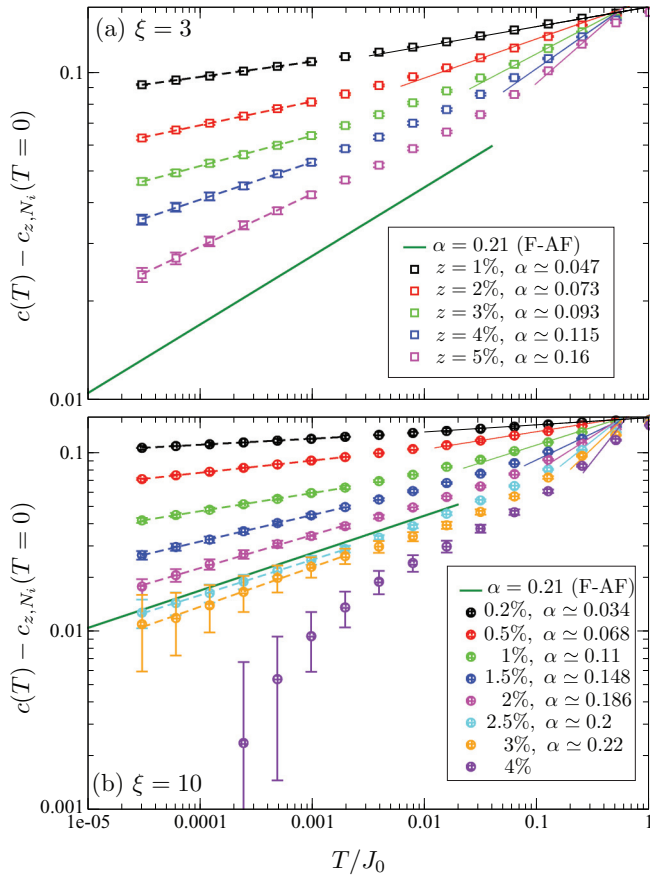 (a) ξ = 3
0.1
0.01
c(T) − c_{z,N_i}(T = 0)
α = 0.21 (F-AF)
z = 1%, α ≃ 0.047
z = 2%, α ≃ 0.073
z = 3%, α ≃ 0.093
z = 4%, α ≃ 0.115
z = 5%, α ≃ 0.16
0.1
0.01
0.001
c(T) − c_{z,N_i}(T = 0)
α = 0.21 (F-AF)
0.2%, α ≃ 0.034
0.5%, α ≃ 0.068
1%, α ≃ 0.11
1.5%, α ≃ 0.148
2%, α ≃ 0.186
2.5%, α ≃ 0.2
3%, α ≃ 0.22
4%
(b) ξ = 10
1e-05 0.0001 0.001 0.01 0.1 1
T/J_0